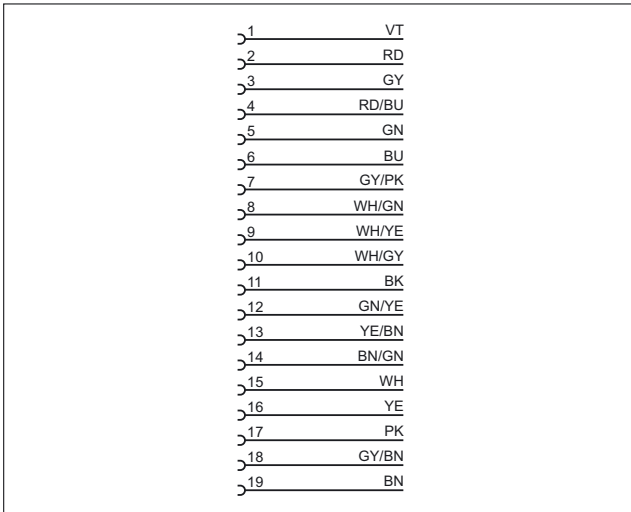 1 VT
2 RD
3 GY
4 RD/BU
5 GN
6 BU
7 GY/PK
8 WH/GN
9 WH/YE
10 WH/GY
11 BK
12 GN/YE
13 YE/BN
14 BN/GN
15 WH
16 YE
17 PK
18 GY/BN
19 BN